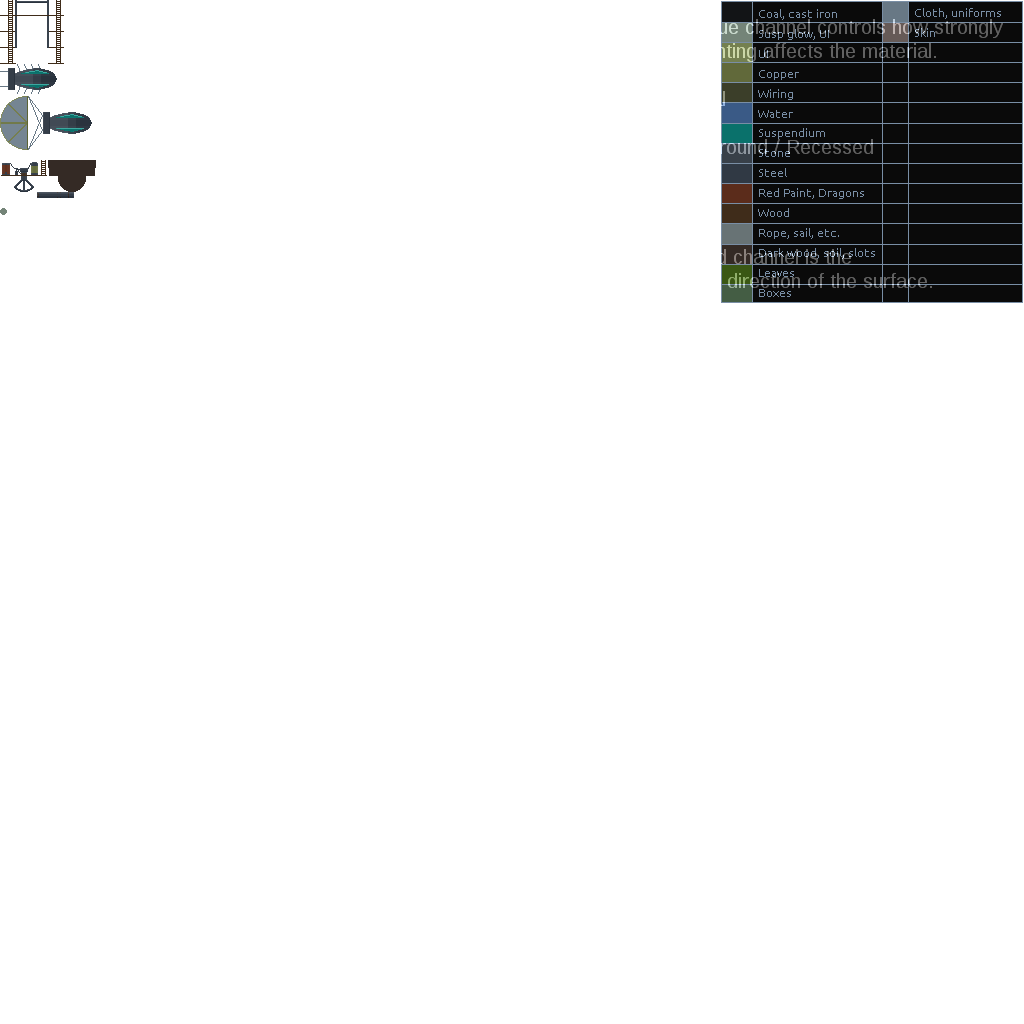 Coal, cast iron
Cloth, uniforms
ue channel controls how strongly
Susp glow, UI
Skin
UI
nting affects the material.
Copper
Wiring
Water
Suspendium
round / Recessed
Stone
Steel
Red Paint, Dragons
Wood
Rope, sail, etc.
Dark wood, soil, slots
d channel is the
Leaves
direction of the surface.
Boxes